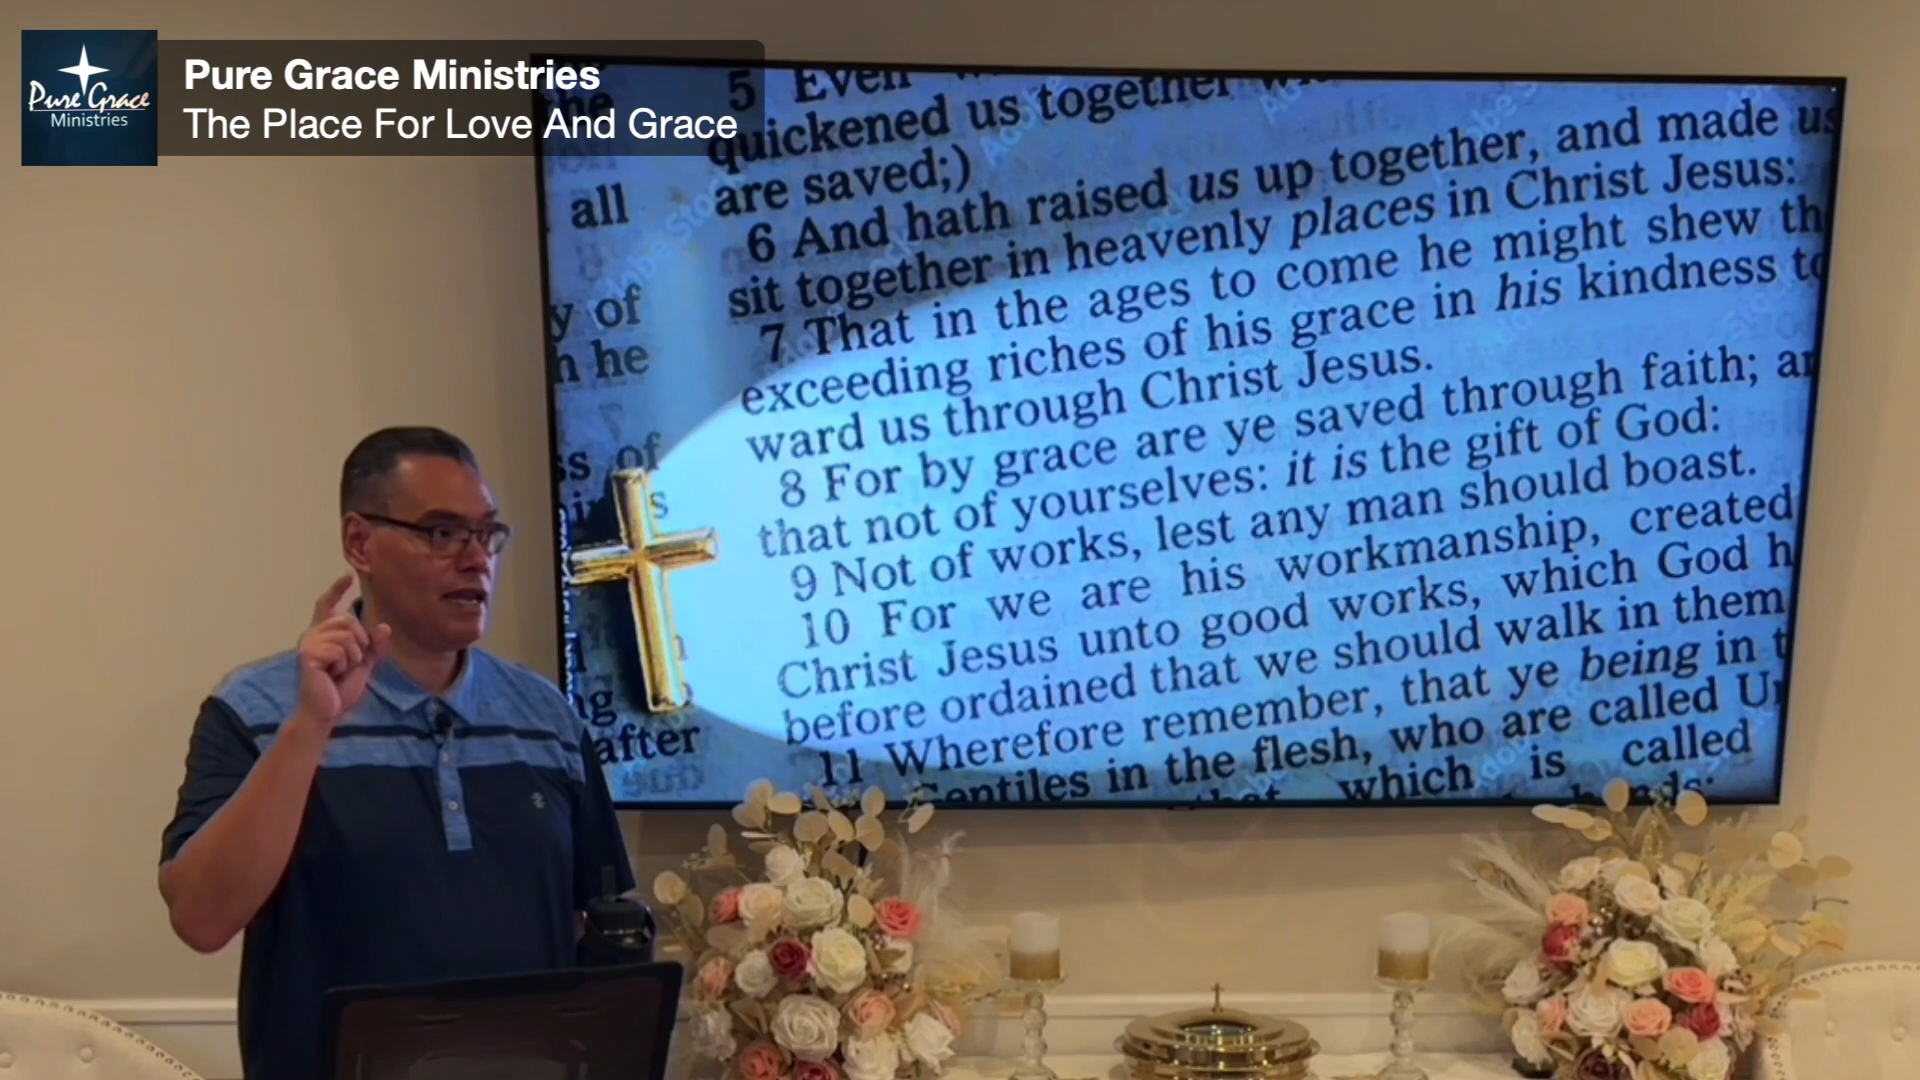 Pure Grace
Ministries
Pure Grace Ministries
The Place For Love And Grace
5 Even
quickened us together
are saved;)
6 And hath raised us up together, and made us
sit together in heavenly places in Christ Jesus:
7 That in the ages to come he might shew th
exceeding riches of his grace in his kindness to
ward us through Christ Jesus.
8 For by grace are ye saved through faith; an
that not of yourselves: it is the gift of God:
9 Not of works, lest any man should boast.
10 For we are his workmanship, created
Christ Jesus unto good works, which God h
before ordained that we should walk in them
11 Wherefore remember, that ye being in t
Gentiles in the flesh, who are called U
that which is called
all
y of
h he
of
s
ng
after